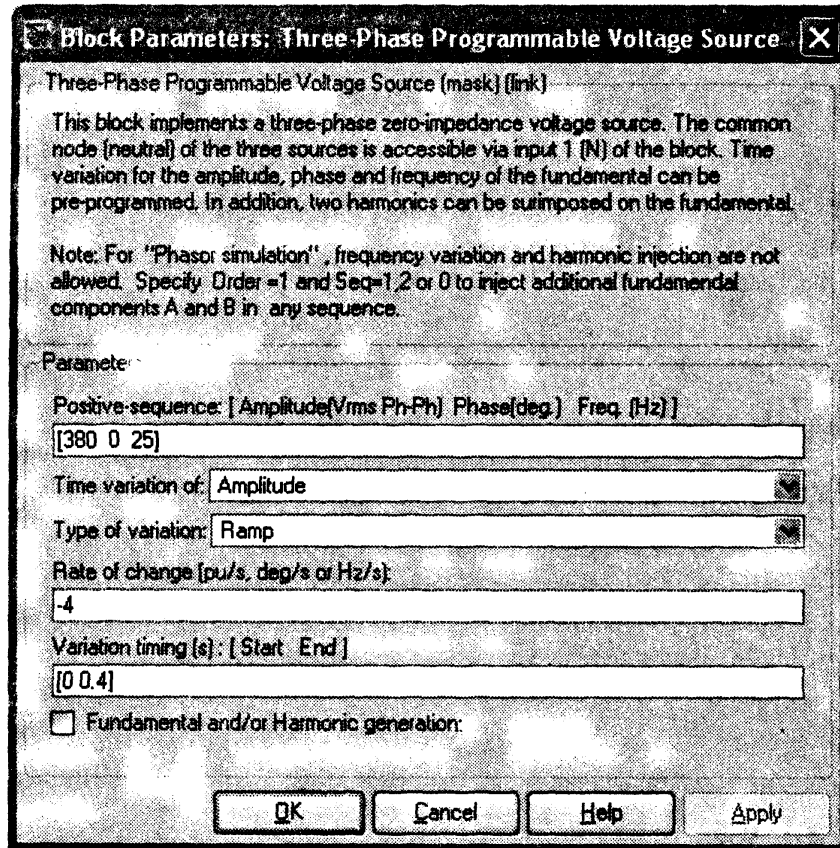 Block Parameters: Three-Phase Programmable Voltage Source
Three-Phase Programmable Voltage Source (mask) (link)
This block implements a three-phase zero-impedance voltage source. The common
node (neutral) of the three sources is accessible via input 1 (N) of the block. Time
variation for the amplitude, phase and frequency of the fundamental can be
pre-programmed. In addition, two harmonics can be surimposed on the fundamental.
Note: For "Phasor simulation", frequency variation and harmonic injection are not
allowed. Specify Order =1 and Seq=1,2 or 0 to inject additional fundamendal
components A and B in any sequence.
Paramete
Positive-sequence: [ Amplitude(Vrms Ph-Ph) Phase(deg.) Freq. (Hz) ]
[380 0 25]
Time variation of: Amplitude
Type of variation: Ramp
Rate of change (pu/s, deg/s or Hz/s):
-4
Variation timing (s) : [ Start End ]
[0 0.4]
Fundamental and/or Harmonic generation:
OK Cancel Help Apply